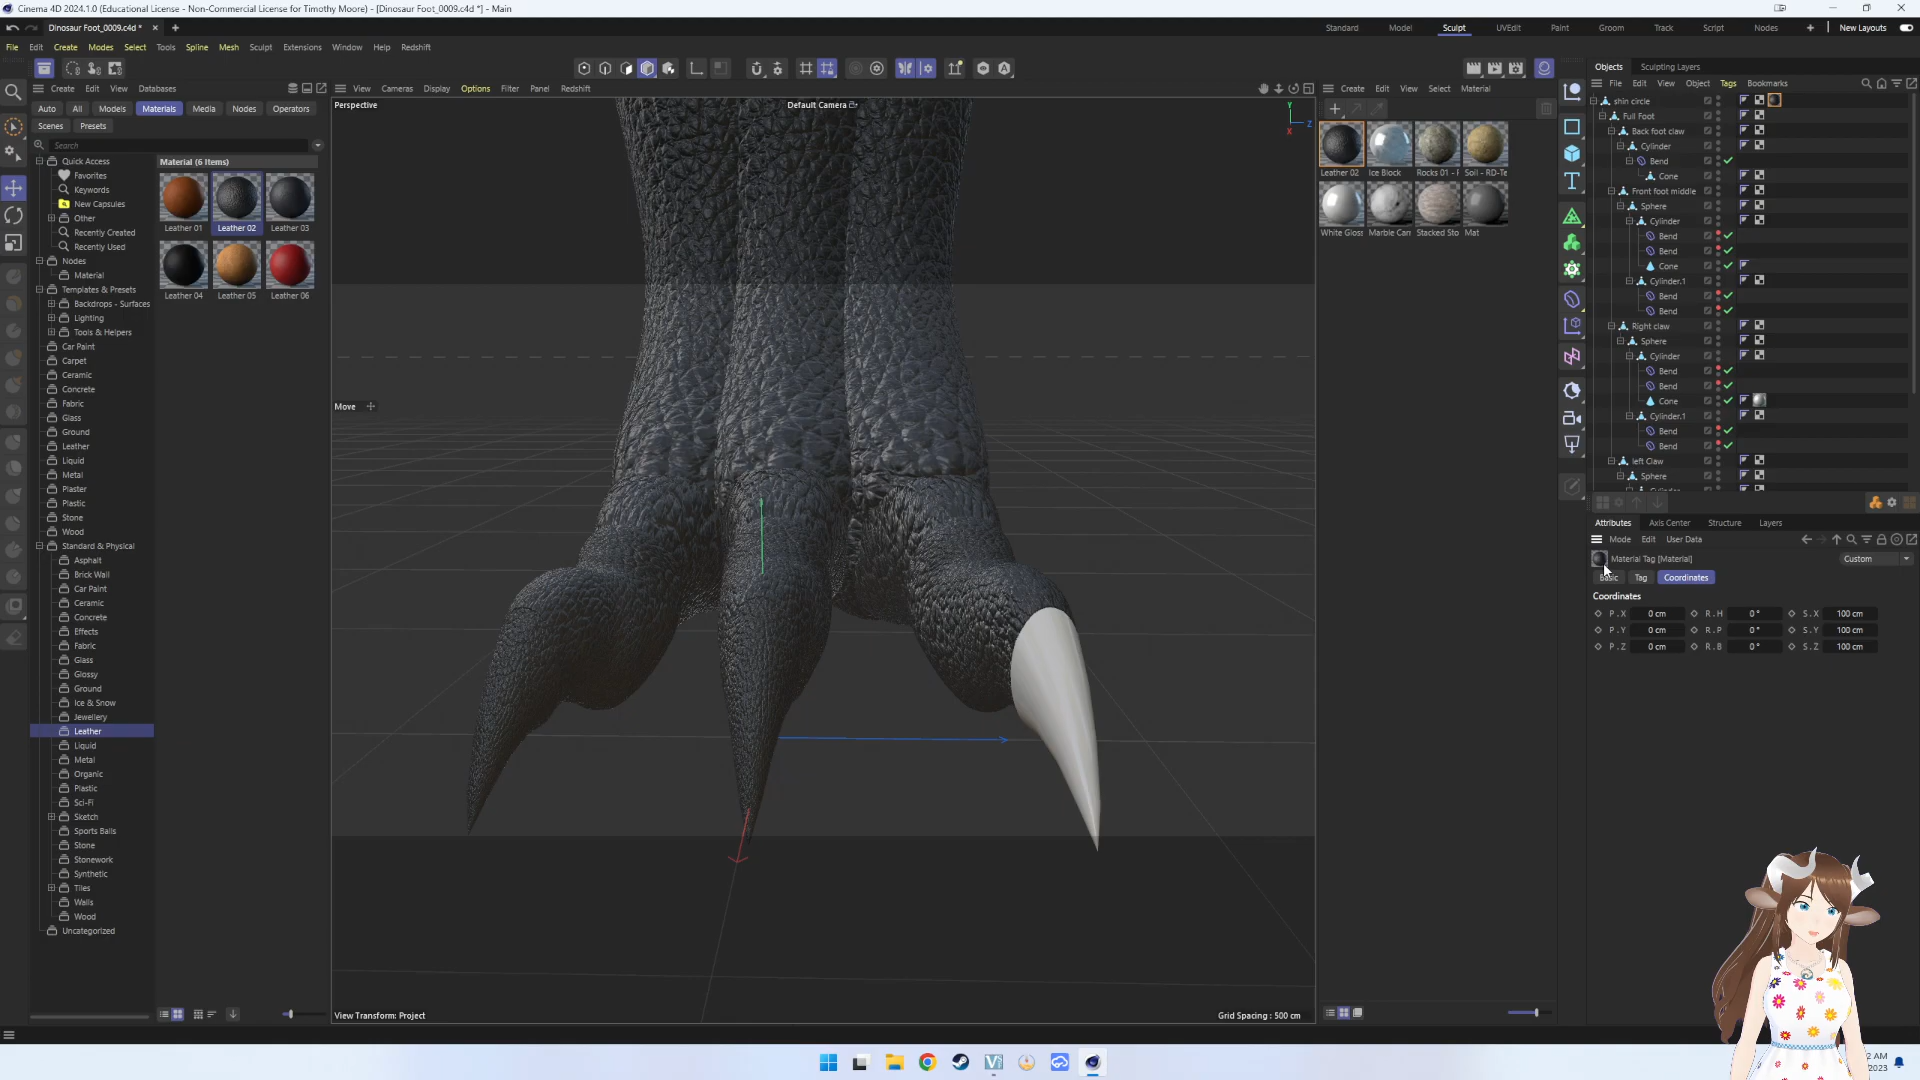 Cinema 4D 2024.1.0 (Educational License - Non-Commercial License for Timothy Moore) - [Dinosaur Foot_0009.c4d *] - Main
Dinosaur Foot_0009.c4d *
Standard Model Sculpt UVEdit Paint Groom Track Script Nodes New Layouts
File Edit Create Modes Select Tools Spline Mesh Sculpt Extensions Window Help Redshift
Create Edit View Databases
Auto All Models Materials Media Nodes Operators
Scenes Presets
Search
Quick Access
Favorites
Keywords
New Capsules
Other
Recently Created
Recently Used
Nodes
Material
Templates & Presets
Backdrops - Surfaces
Lighting
Tools & Helpers
Car Paint
Carpet
Ceramic
Concrete
Fabric
Glass
Ground
Leather
Liquid
Metal
Plaster
Plastic
Stone
Wood
Standard & Physical
Asphalt
Brick Wall
Car Paint
Ceramic
Concrete
Effects
Fabric
Glass
Glossy
Ground
Ice & Snow
Jewellery
Leather
Liquid
Metal
Organic
Plastic
Sci-Fi
Sketch
Sports Balls
Stone
Stonework
Synthetic
Tiles
Walls
Wood
Uncategorized
Material (6 Items)
Leather 01 Leather 02 Leather 03
Leather 04 Leather 05 Leather 06
View Cameras Display Options Filter Panel Redshift
Perspective
Default Camera
Y
Z
X
Move
View Transform: Project
Grid Spacing : 500 cm
Create Edit View Select Material
Leather 02 Ice Block Rocks 01 - F Soil - RD-Te
White Gloss Marble Carr Stacked Sto Mat
Objects Sculpting Layers
File Edit View Object Tags Bookmarks
shin circle
Full Foot
Back foot claw
Cylinder
Bend
Cone
Front foot middle
Sphere
Cylinder
Bend
Bend
Cone
Cylinder.1
Bend
Bend
Right claw
Sphere
Cylinder
Bend
Bend
Cone
Cylinder.1
Bend
Bend
left Claw
Sphere
Attributes Axis Center Structure Layers
Mode Edit User Data
Material Tag [Material]
Custom
Basic Tag Coordinates
Coordinates
P . X 0 cm R . H 0 ° S . X 100 cm
P . Y 0 cm R . P 0 ° S . Y 100 cm
P . Z 0 cm R . B 0 ° S . Z 100 cm
2 AM
2023